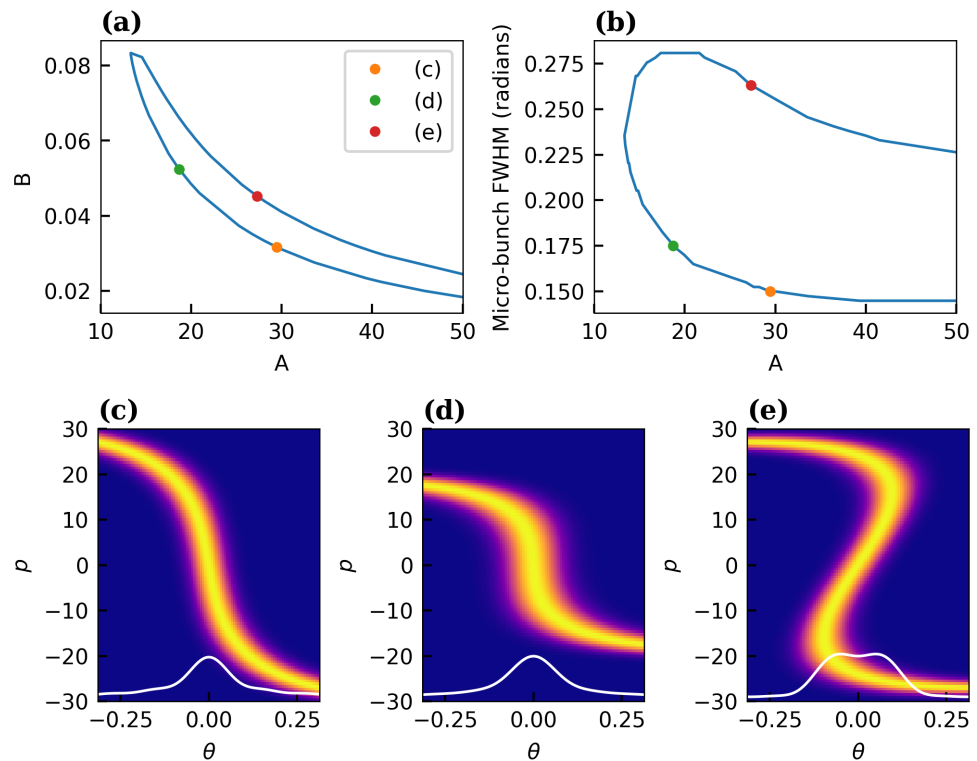 (a)
(b)
B
0.08
0.06
0.04
0.02
10 20 30 40 50
A
(c)
(d)
(e)
Micro-bunch FWHM (radians)
0.275
0.250
0.225
0.200
0.175
0.150
10 20 30 40 50
A
(c)
(d)
(e)
p
30
20
10
0
−10
−20
−30
−0.25 0.00 0.25
θ
p
30
20
10
0
−10
−20
−30
−0.25 0.00 0.25
θ
p
30
20
10
0
−10
−20
−30
−0.25 0.00 0.25
θ